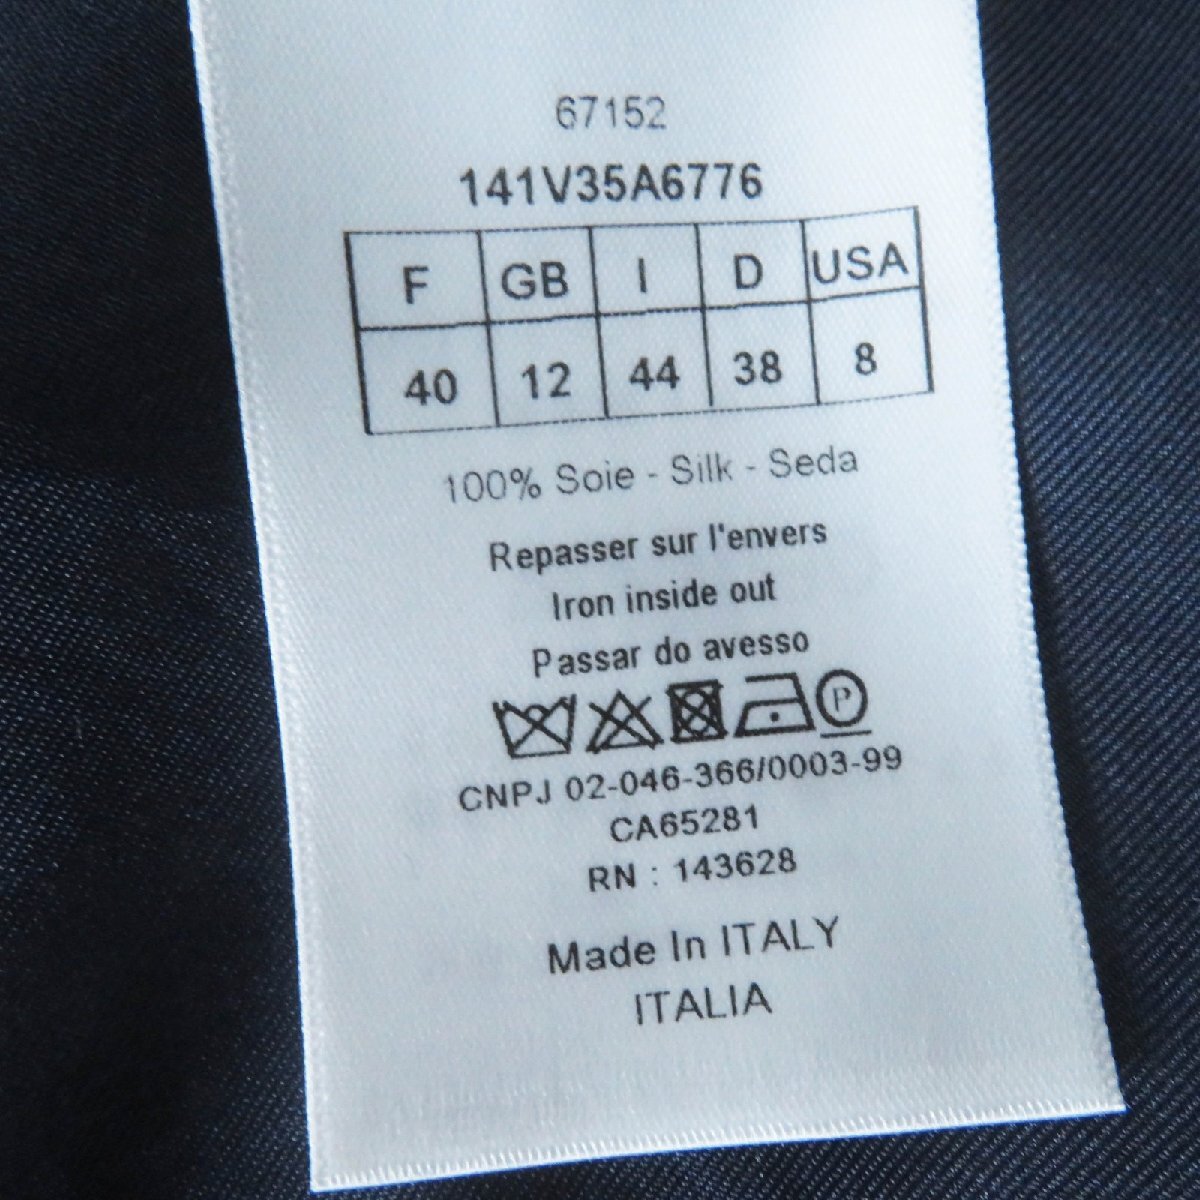 67152
141V35A6776
F GB I D USA
40 12 44 38 8
100% Soie - Silk - Seda
Repasser sur l'envers
Iron inside out
Passar do avesso
P
CNPJ 02-046-366/0003-99
CA65281
RN : 143628
Made In ITALY
ITALIA